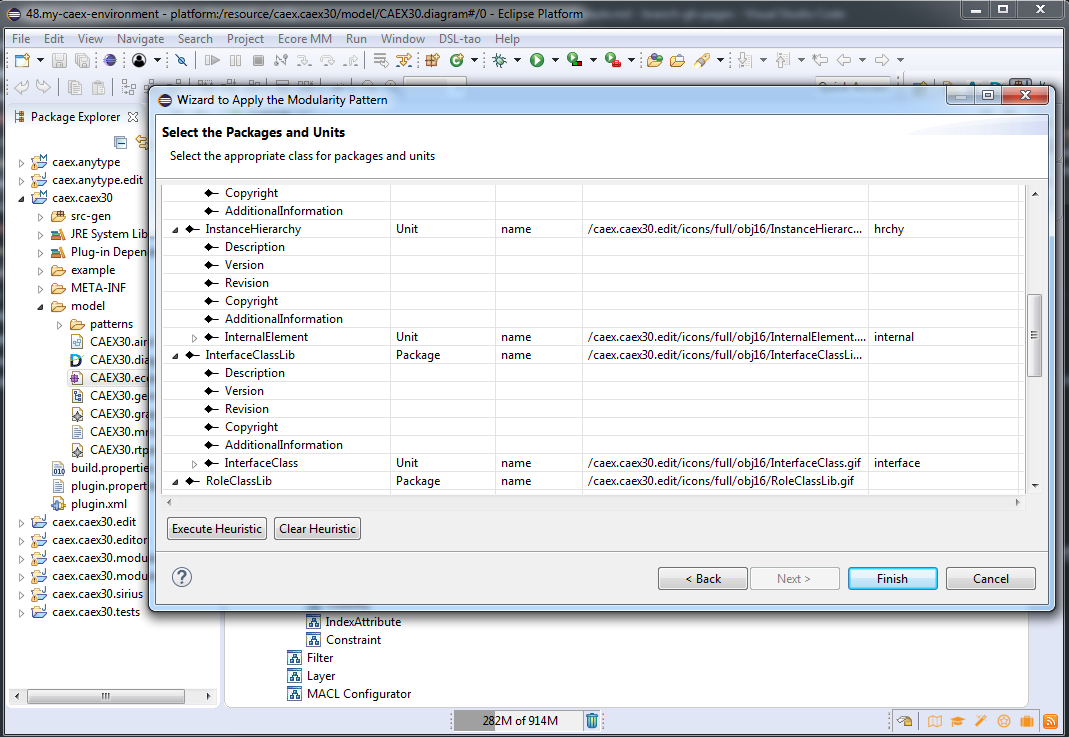 48.my-caex-environment - platform:/resource/caex.caex30/model/CAEX30.diagram#/0 - Eclipse Platform
File Edit View Navigate Search Project Ecore MM Run Window DSL-tao Help
Package Explorer
caex.anytype
caex.anytype.edit
caex.caex30
src-gen
JRE System Lib
Plug-in Depen
example
META-INF
model
patterns
CAEX30.air
CAEX30.dia
CAEX30.eco
CAEX30.ge
CAEX30.gra
CAEX30.mr
CAEX30.rtp
build.propertie
plugin.propert
plugin.xml
caex.caex30.edit
caex.caex30.editor
caex.caex30.modu
caex.caex30.modu
caex.caex30.sirius
caex.caex30.tests
Wizard to Apply the Modularity Pattern
Select the Packages and Units
Select the appropriate class for packages and units
Copyright
AdditionalInformation
InstanceHierarchy Unit name /caex.caex30.edit/icons/full/obj16/InstanceHierarc... hrchy
Description
Version
Revision
Copyright
AdditionalInformation
InternalElement Unit name /caex.caex30.edit/icons/full/obj16/InternalElement.... internal
InterfaceClassLib Package name /caex.caex30.edit/icons/full/obj16/InterfaceClassLi...
Description
Version
Revision
Copyright
AdditionalInformation
InterfaceClass Unit name /caex.caex30.edit/icons/full/obj16/InterfaceClass.gif interface
RoleClassLib Package name /caex.caex30.edit/icons/full/obj16/RoleClassLib.gif
Execute Heuristic Clear Heuristic
? < Back Next > Finish Cancel
IndexAttribute
Constraint
Filter
Layer
MACL Configurator
282M of 914M